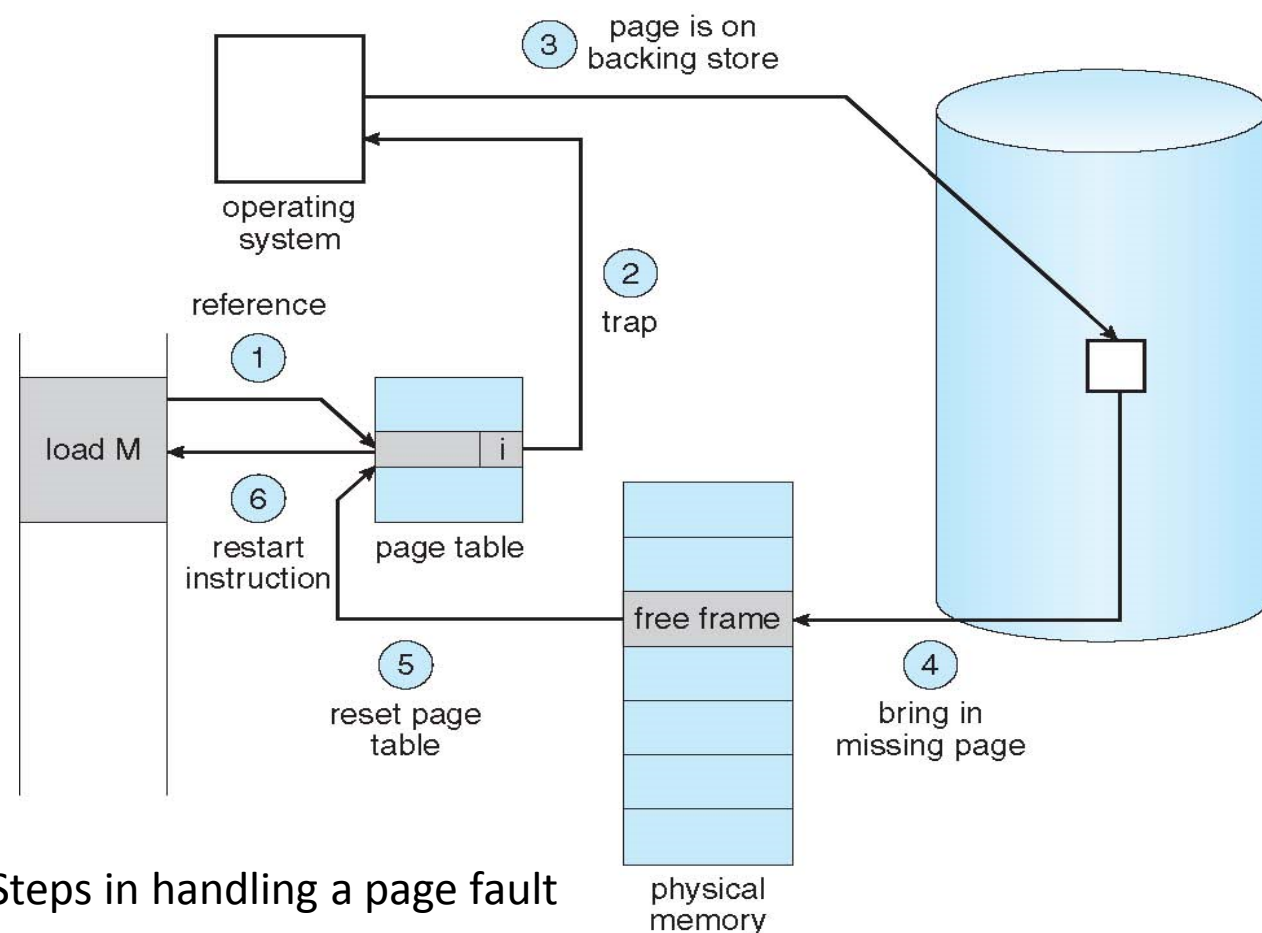 3
page is on
backing store
operating
system
2
trap
reference
1
load M
i
6
restart
instruction
page table
free frame
5
reset page
table
4
bring in
missing page
Steps in handling a page fault
physical
memory